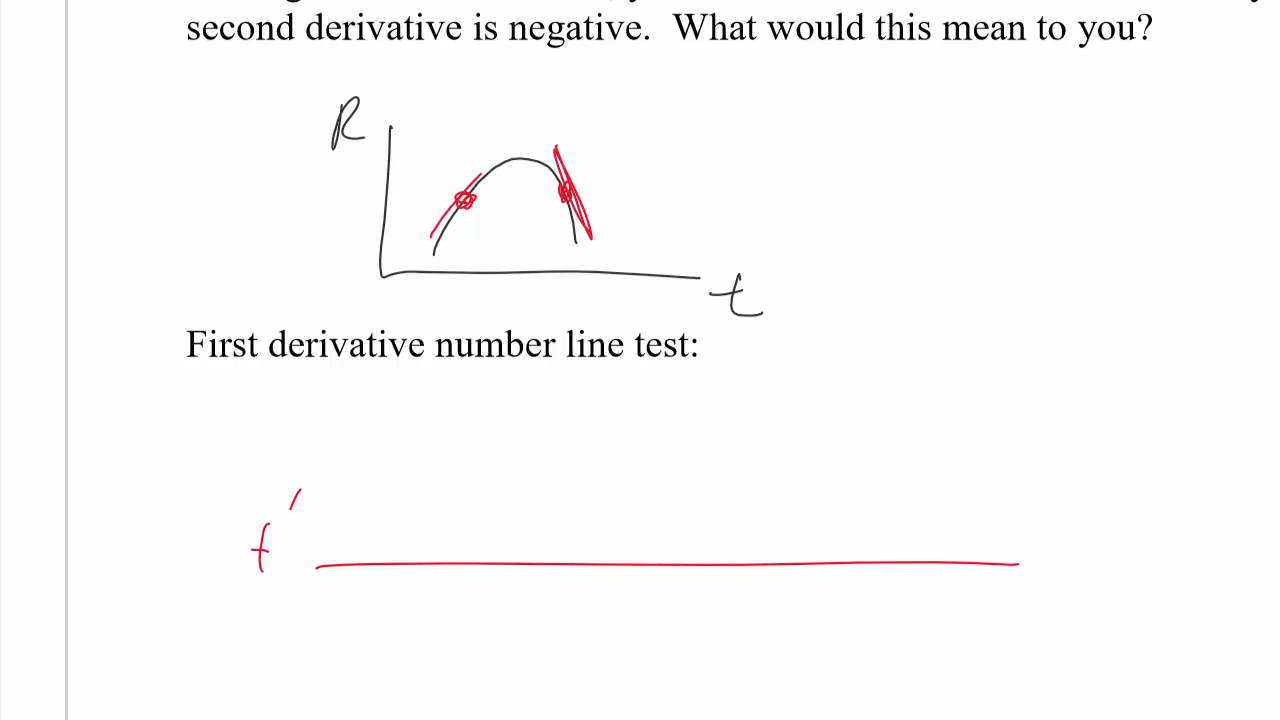 second derivative is negative. What would this mean to you?
R
t
First derivative number line test:
f'